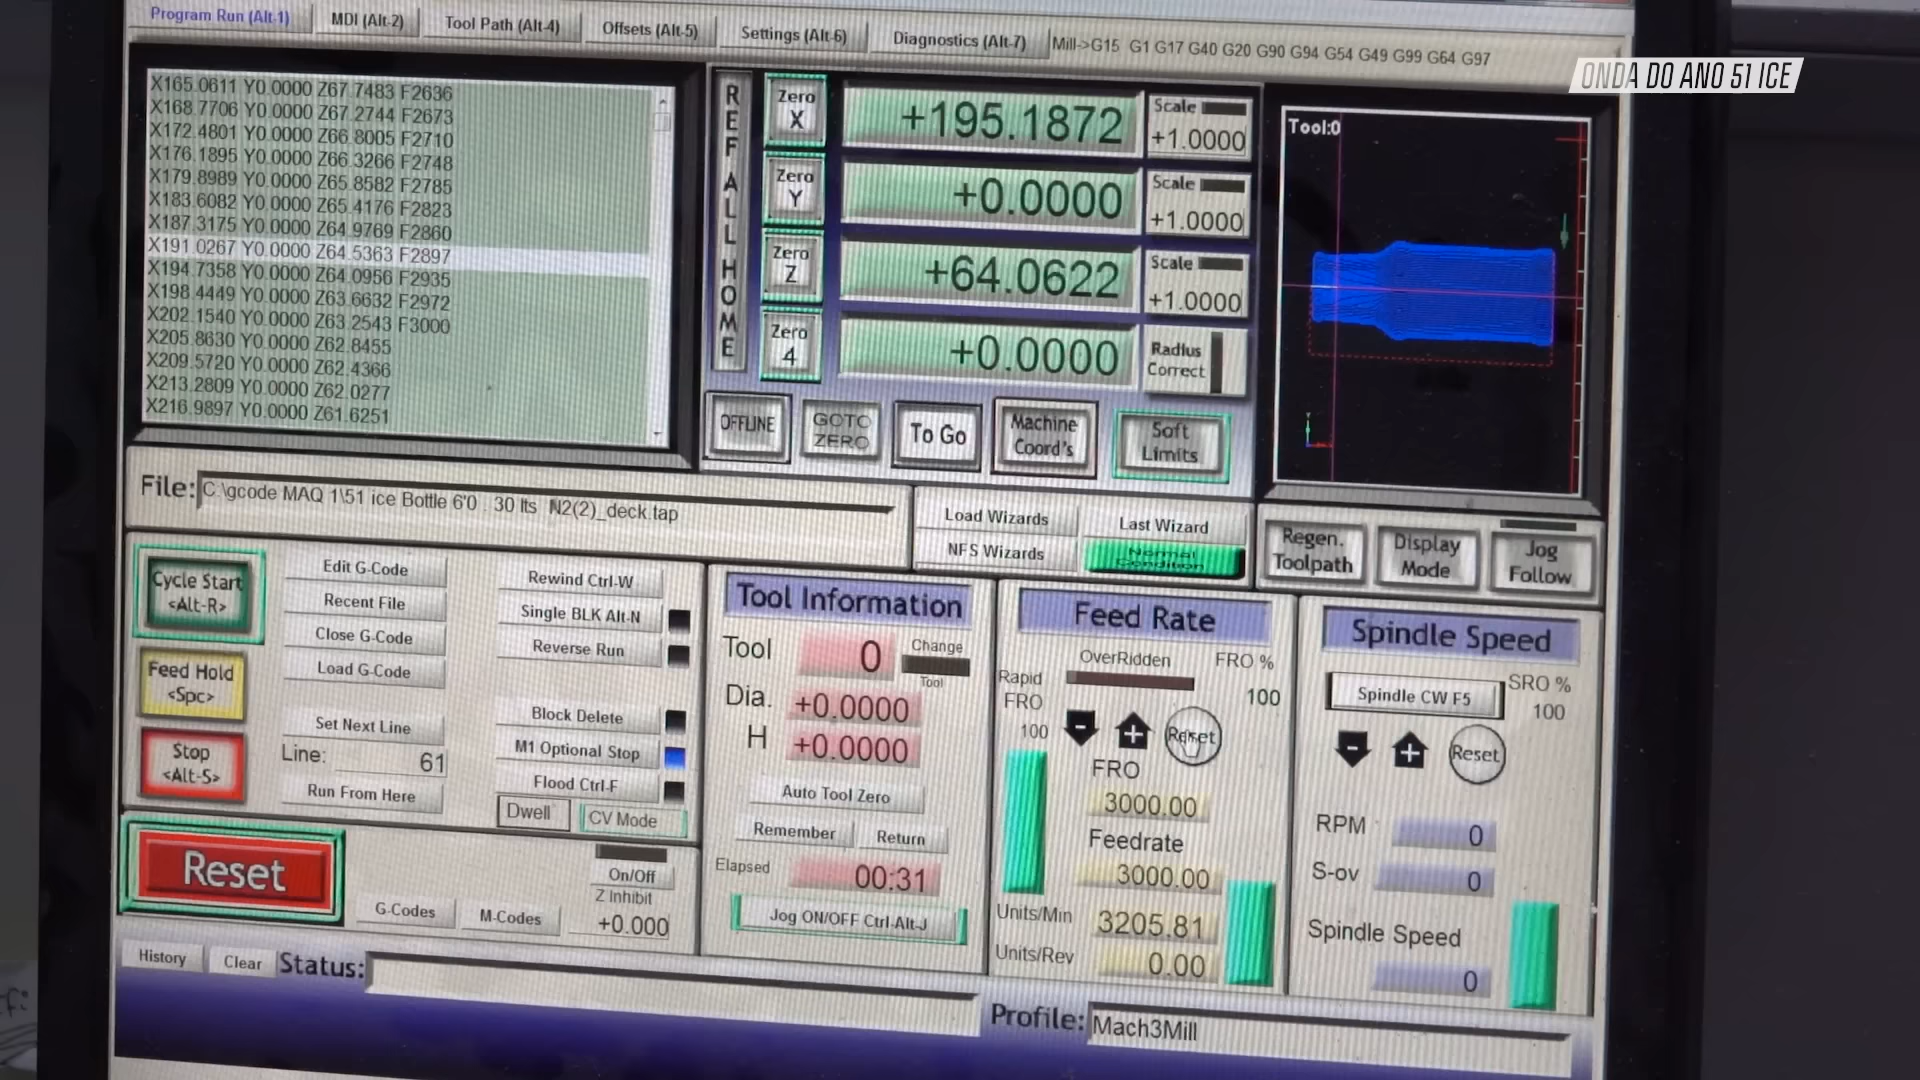 Program Run (Alt-1) MDI (Alt-2) Tool Path (Alt-4) Offsets (Alt-5) Settings (Alt-6) Diagnostics (Alt-7) Mill->G15 G1 G17 G40 G20 G90 G94 G54 G49 G99 G64 G97
ONDA DO ANO 51 ICE
X165.0611 Y0.0000 Z67.7483 F2636
X168.7706 Y0.0000 Z67.2744 F2673
X172.4801 Y0.0000 Z66.8005 F2710
X176.1895 Y0.0000 Z66.3266 F2748
X179.8989 Y0.0000 Z65.8582 F2785
X183.6082 Y0.0000 Z65.4176 F2823
X187.3175 Y0.0000 Z64.9769 F2860
X191.0267 Y0.0000 Z64.5363 F2897
X194.7358 Y0.0000 Z64.0956 F2935
X198.4449 Y0.0000 Z63.6632 F2972
X202.1540 Y0.0000 Z63.2543 F3000
X205.8630 Y0.0000 Z62.8455
X209.5720 Y0.0000 Z62.4366
X213.2809 Y0.0000 Z62.0277
X216.9897 Y0.0000 Z61.6251
REF ALL HOME
Zero X +195.1872 Scale +1.0000
Zero Y +0.0000 Scale +1.0000
Zero Z +64.0622 Scale +1.0000
Zero 4 +0.0000 Radius Correct
OFFLINE GOTO ZERO To Go Machine Coord's Soft Limits
Tool:0
File: C:\gcode MAQ 1\51 ice Bottle 6'0 . 30 lts N2(2)_deck.tap
Load Wizards Last Wizard
NFS Wizards Normal Condition
Regen. Toolpath Display Mode Jog Follow
Cycle Start <Alt-R>
Feed Hold <Spc>
Stop <Alt-S>
Edit G-Code
Recent File
Close G-Code
Load G-Code
Set Next Line
Line: 61
Run From Here
Rewind Ctrl-W
Single BLK Alt-N
Reverse Run
Block Delete
M1 Optional Stop
Flood Ctrl-F
Dwell CV Mode
Reset
G-Codes M-Codes
On/Off
Z Inhibit
+0.000
Tool Information
Tool 0 Change Tool
Dia. +0.0000
H +0.0000
Auto Tool Zero
Remember Return
Elapsed 00:31
Jog ON/OFF Ctrl-Alt-J
Feed Rate
OverRidden FRO %
Rapid FRO 100
100
- + Reset
FRO
3000.00
Feedrate
3000.00
Units/Min 3205.81
Units/Rev 0.00
Spindle Speed
Spindle CW F5 SRO %
100
- + Reset
RPM 0
S-ov 0
Spindle Speed
0
History Clear Status:
Profile: Mach3Mill